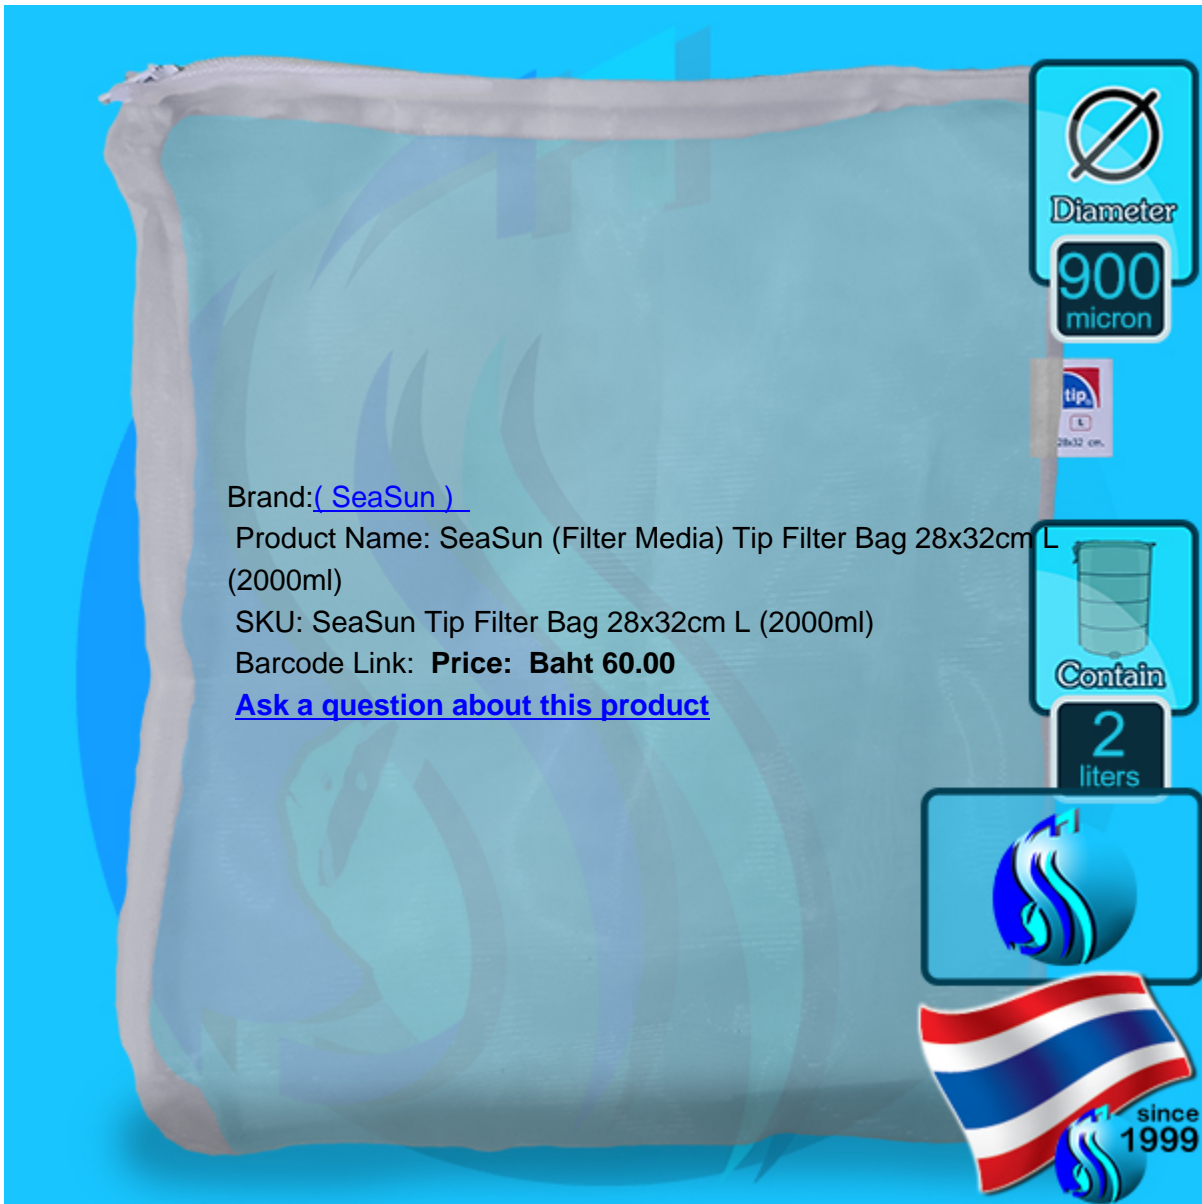 Diameter
900
micron
tip
L
28x32 cm.
Brand:( SeaSun )
Product Name: SeaSun (Filter Media) Tip Filter Bag 28x32cm L
(2000ml)
SKU: SeaSun Tip Filter Bag 28x32cm L (2000ml)
Barcode Link: Price: Baht 60.00
Ask a question about this product
Contain
2
liters
since
1999